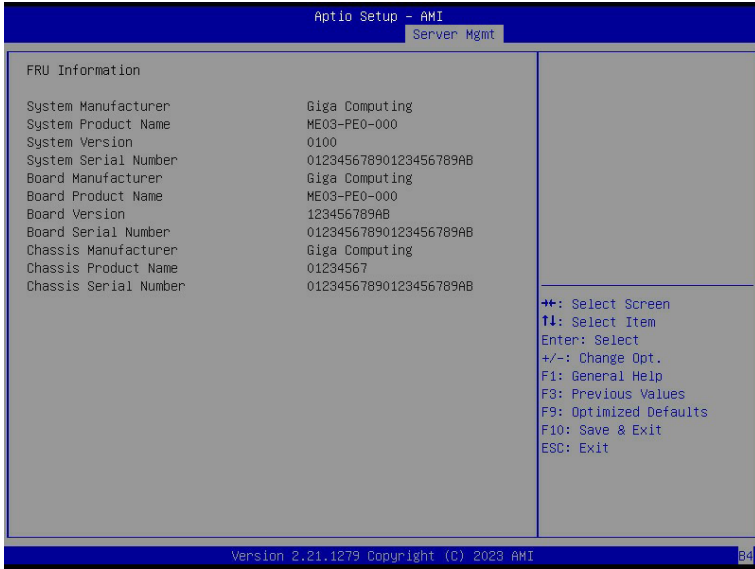 Aptio Setup – AMI
Server Mgmt
FRU Information
System Manufacturer Giga Computing
System Product Name ME03-PE0-000
System Version 0100
System Serial Number 01234567890123456789AB
Board Manufacturer Giga Computing
Board Product Name ME03-PE0-000
Board Version 123456789AB
Board Serial Number 01234567890123456789AB
Chassis Manufacturer Giga Computing
Chassis Product Name 01234567
Chassis Serial Number 01234567890123456789AB
→←: Select Screen
↑↓: Select Item
Enter: Select
+/-: Change Opt.
F1: General Help
F3: Previous Values
F9: Optimized Defaults
F10: Save & Exit
ESC: Exit
Version 2.21.1279 Copyright (C) 2023 AMI
B4